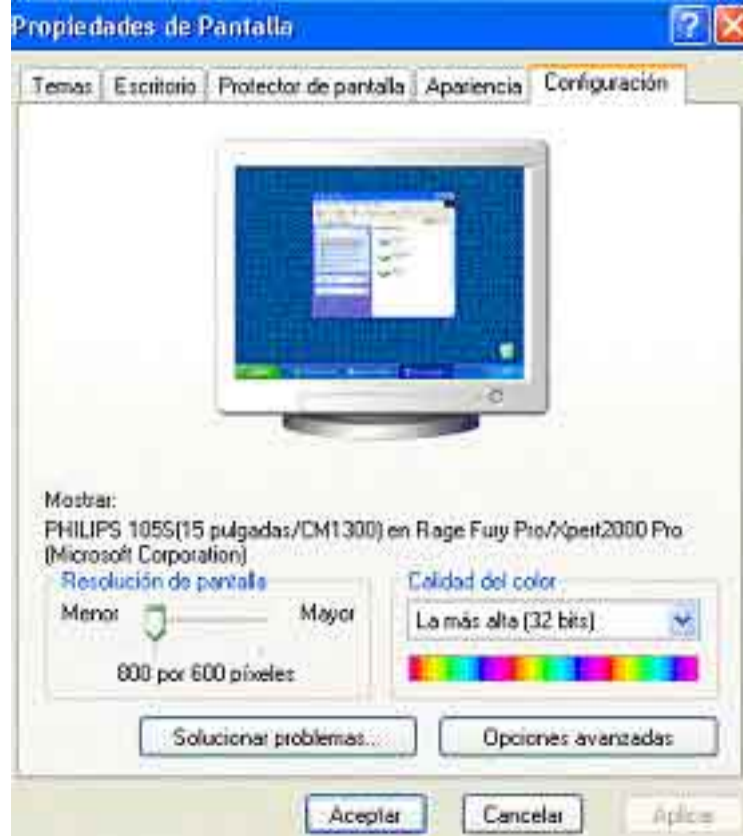 Propiedades de Pantalla
Temas Escritorio Protector de pantalla Apariencia Configuración
Mostrar:
PHILIPS 105S(15 pulgadas/CM1300) en Rage Fury Pro/Xpert2000 Pro
(Microsoft Corporation)
Resolución de pantalla
Menor Mayor
800 por 600 píxeles
Calidad del color
La más alta (32 bits)
Solucionar problemas... Opciones avanzadas
Aceptar Cancelar Aplicar